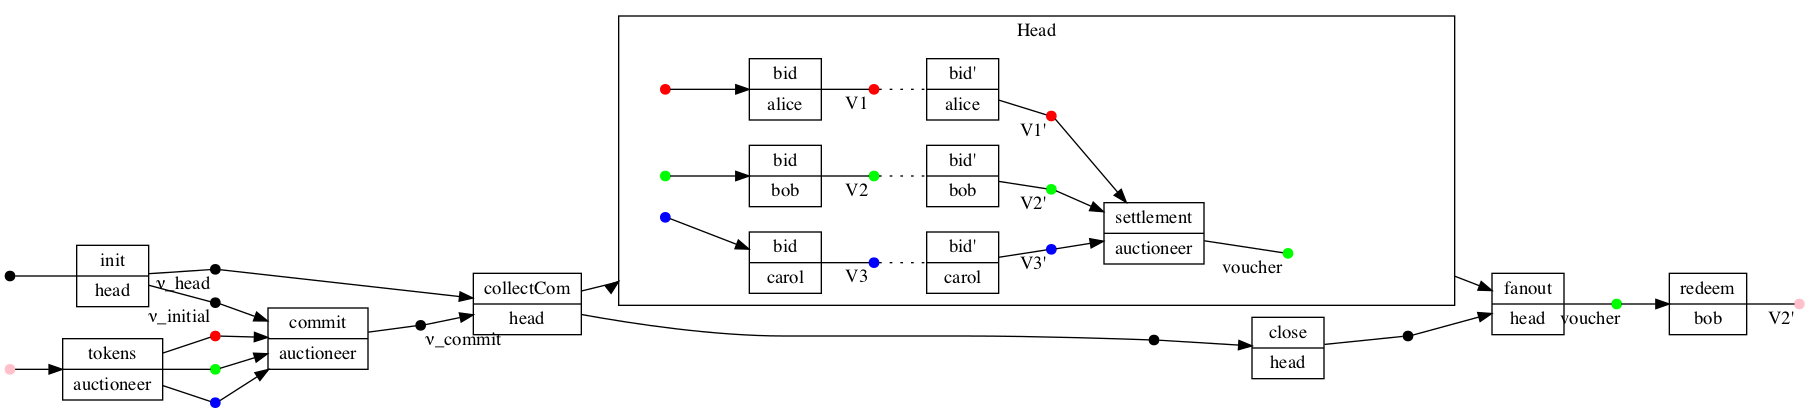 Head
bid
alice
V1
bid'
alice
V1'
bid
bob
V2
bid'
bob
V2'
bid
carol
V3
bid'
carol
V3'
settlement
auctioneer
voucher
init
head
ν_head
ν_initial
tokens
auctioneer
commit
auctioneer
ν_commit
collectCom
head
close
head
fanout
head
voucher
redeem
bob
V2'